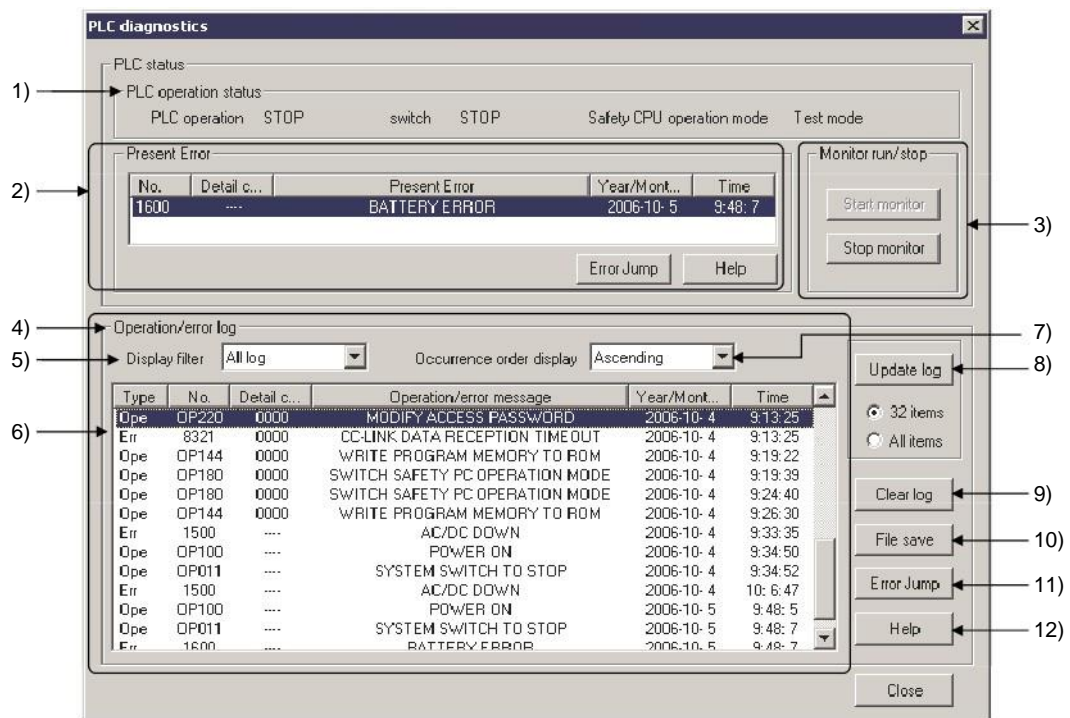 PLC diagnostics
PLC status
1) PLC operation status
PLC operation STOP switch STOP Safety CPU operation mode Test mode
Present Error Monitor run/stop
2) No. Detail c... Present Error Year/Mont... Time
1600 ---- BATTERY ERROR 2006-10- 5 9:48: 7
Start monitor
3)
Stop monitor
Error Jump Help
4) Operation/error log
5) Display filter All log Occurrence order display Ascending 7)
Update log 8)
Type No. Detail c... Operation/error message Year/Mont... Time
Ope OP220 0000 MODIFY ACCESS PASSWORD 2006-10- 4 9:13:25
32 items
6) Err 8321 0000 CC-LINK DATA RECEPTION TIMEOUT 2006-10- 4 9:13:25
All items
Ope OP144 0000 WRITE PROGRAM MEMORY TO ROM 2006-10- 4 9:19:22
Ope OP180 0000 SWITCH SAFETY PC OPERATION MODE 2006-10- 4 9:19:39
Ope OP180 0000 SWITCH SAFETY PC OPERATION MODE 2006-10- 4 9:24:40
Clear log 9)
Ope OP144 0000 WRITE PROGRAM MEMORY TO ROM 2006-10- 4 9:26:30
Err 1500 ---- AC/DC DOWN 2006-10- 4 9:33:35
File save 10)
Ope OP100 ---- POWER ON 2006-10- 4 9:34:50
Ope OP011 ---- SYSTEM SWITCH TO STOP 2006-10- 4 9:34:52
Error Jump 11)
Err 1500 ---- AC/DC DOWN 2006-10- 4 10: 6:47
Ope OP100 ---- POWER ON 2006-10- 5 9:48: 5
Ope OP011 ---- SYSTEM SWITCH TO STOP 2006-10- 5 9:48: 7
Help 12)
Err 1600 ---- BATTERY ERROR 2006-10- 5 9:48: 7
Close